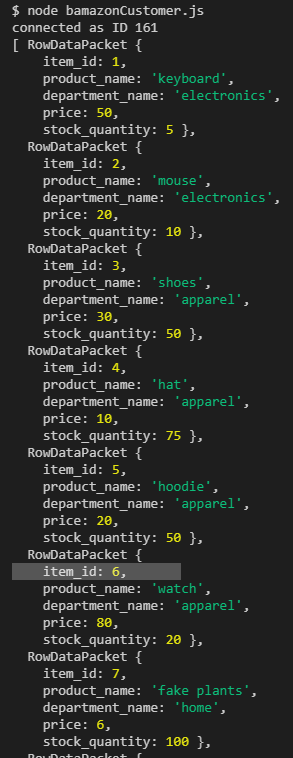 $ node bamazonCustomer.js
connected as ID 161
[ RowDataPacket {
    item_id: 1,
    product_name: 'keyboard',
    department_name: 'electronics',
    price: 50,
    stock_quantity: 5 },
  RowDataPacket {
    item_id: 2,
    product_name: 'mouse',
    department_name: 'electronics',
    price: 20,
    stock_quantity: 10 },
  RowDataPacket {
    item_id: 3,
    product_name: 'shoes',
    department_name: 'apparel',
    price: 30,
    stock_quantity: 50 },
  RowDataPacket {
    item_id: 4,
    product_name: 'hat',
    department_name: 'apparel',
    price: 10,
    stock_quantity: 75 },
  RowDataPacket {
    item_id: 5,
    product_name: 'hoodie',
    department_name: 'apparel',
    price: 20,
    stock_quantity: 50 },
  RowDataPacket {
    item_id: 6,
    product_name: 'watch',
    department_name: 'apparel',
    price: 80,
    stock_quantity: 20 },
  RowDataPacket {
    item_id: 7,
    product_name: 'fake plants',
    department_name: 'home',
    price: 6,
    stock_quantity: 100 },
  RowDataPacket {